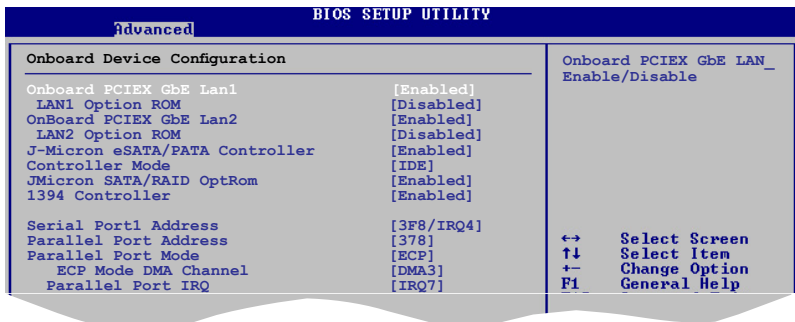 BIOS SETUP UTILITY
Advanced
Onboard Device Configuration
Onboard PCIEX GbE Lan1 [Enabled]
LAN1 Option ROM [Disabled]
OnBoard PCIEX GbE Lan2 [Enabled]
LAN2 Option ROM [Disabled]
J-Micron eSATA/PATA Controller [Enabled]
Controller Mode [IDE]
JMicron SATA/RAID OptRom [Enabled]
1394 Controller [Enabled]
Serial Port1 Address [3F8/IRQ4]
Parallel Port Address [378]
Parallel Port Mode [ECP]
ECP Mode DMA Channel [DMA3]
Parallel Port IRQ [IRQ7]
Onboard PCIEX GbE LAN_
Enable/Disable
←→ Select Screen
↑↓ Select Item
+- Change Option
F1 General Help